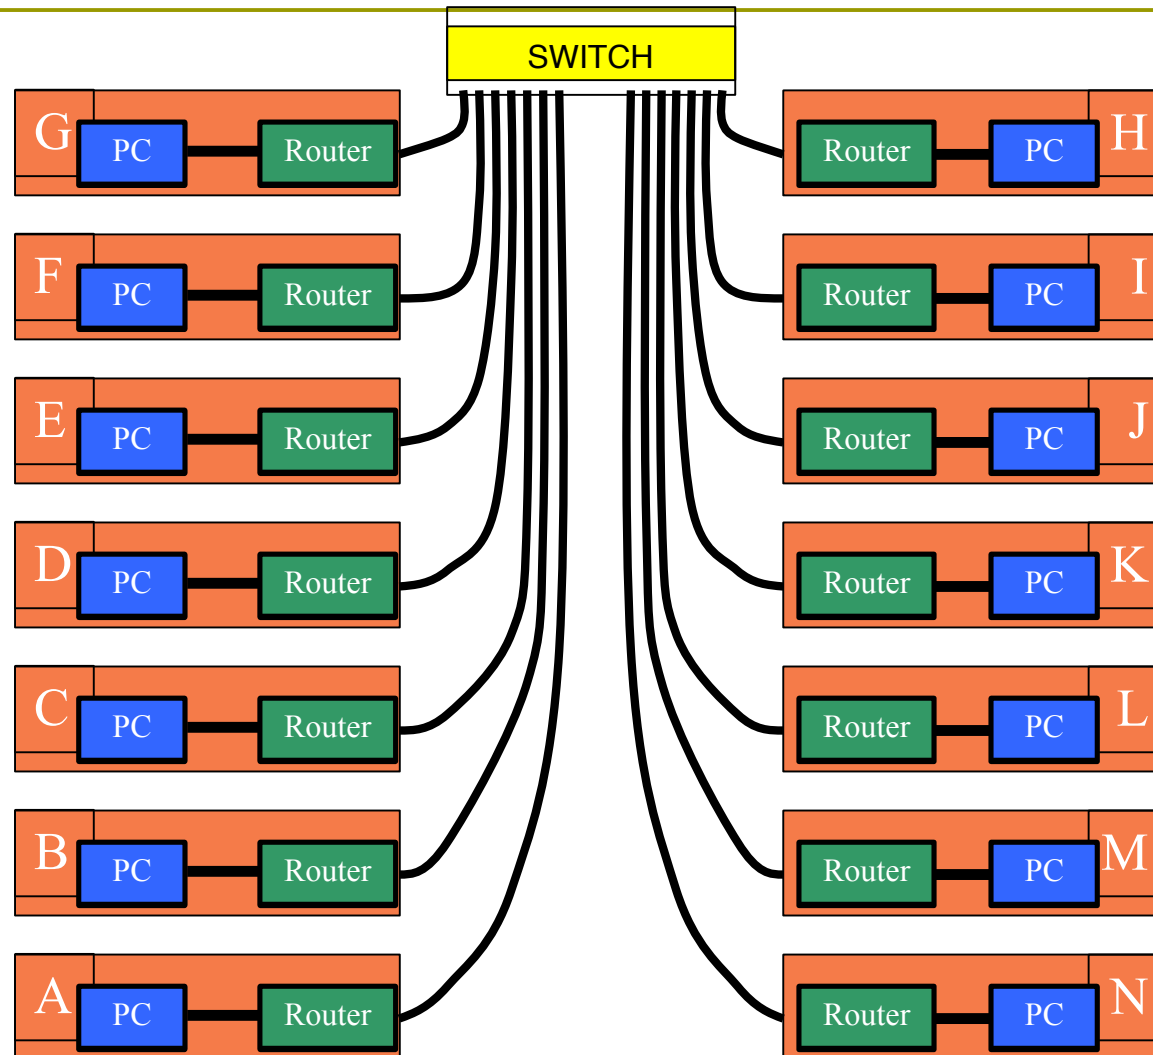 SWITCH
G PC Router
Router PC H
F PC Router
Router PC I
E PC Router
Router PC J
D PC Router
Router PC K
C PC Router
Router PC L
B PC Router
Router PC M
A PC Router
Router PC N